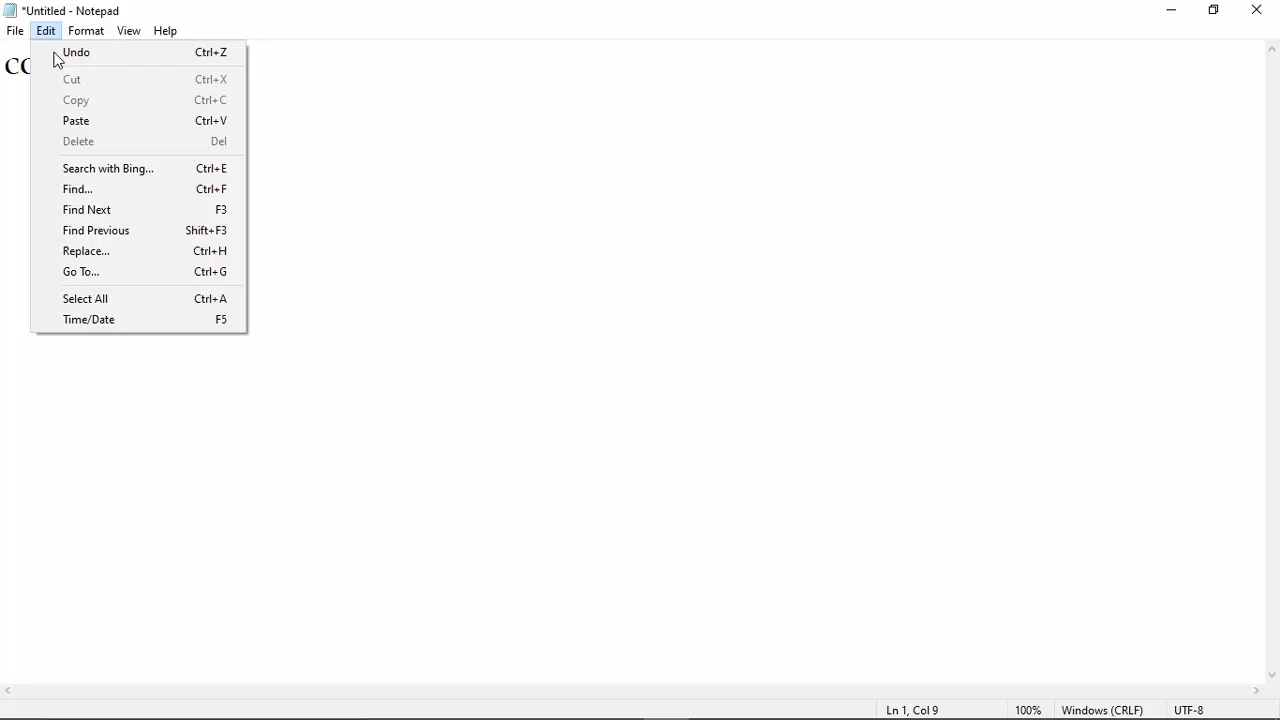 *Untitled - Notepad
File Edit Format View Help
Undo Ctrl+Z
Cut Ctrl+X
Copy Ctrl+C
Paste Ctrl+V
Delete Del
Search with Bing... Ctrl+E
Find... Ctrl+F
Find Next F3
Find Previous Shift+F3
Replace... Ctrl+H
Go To... Ctrl+G
Select All Ctrl+A
Time/Date F5
Ln 1, Col 9 100% Windows (CRLF) UTF-8